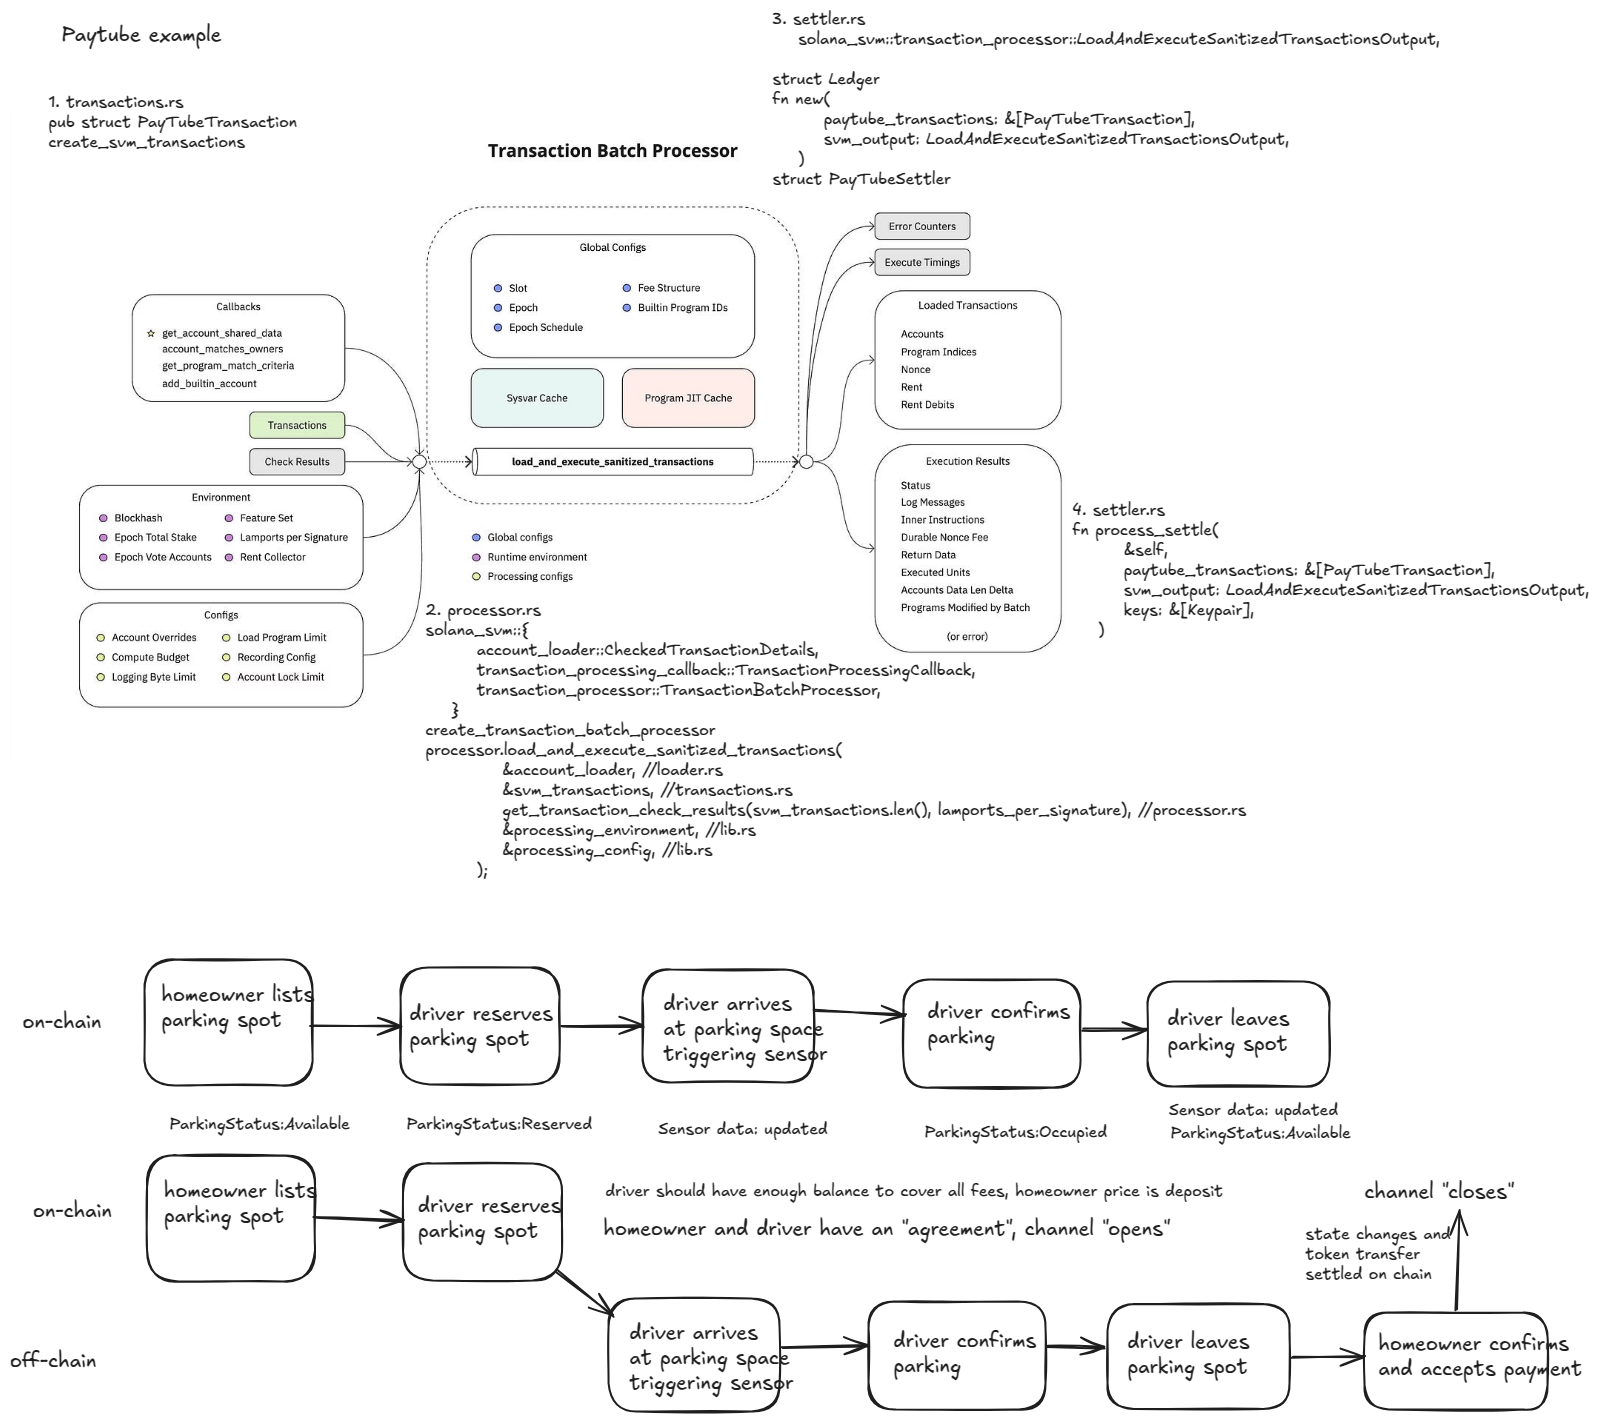 Paytube example
1. transactions.rs
pub struct PayTubeTransaction
create_svm_transactions
3. settler.rs
solana_svm::transaction_processor::LoadAndExecuteSanitizedTransactionsOutput,
struct Ledger
fn new(
paytube_transactions: &[PayTubeTransaction],
svm_output: LoadAndExecuteSanitizedTransactionsOutput,
)
struct PayTubeSettler
Transaction Batch Processor
Callbacks
get_account_shared_data
account_matches_owners
get_program_match_criteria
add_builtin_account
Transactions
Check Results
Environment
Blockhash
Feature Set
Epoch Total Stake
Lamports per Signature
Epoch Vote Accounts
Rent Collector
Configs
Account Overrides
Load Program Limit
Compute Budget
Recording Config
Logging Byte Limit
Account Lock Limit
Global Configs
Slot
Fee Structure
Epoch
Builtin Program IDs
Epoch Schedule
Sysvar Cache
Program JIT Cache
load_and_execute_sanitized_transactions
Global configs
Runtime environment
Processing configs
Error Counters
Execute Timings
Loaded Transactions
Accounts
Program Indices
Nonce
Rent
Rent Debits
Execution Results
Status
Log Messages
Inner Instructions
Durable Nonce Fee
Return Data
Executed Units
Accounts Data Len Delta
Programs Modified by Batch
(or error)
4. settler.rs
fn process_settle(
&self,
paytube_transactions: &[PayTubeTransaction],
svm_output: LoadAndExecuteSanitizedTransactionsOutput,
keys: &[Keypair],
)
2. processor.rs
solana_svm::{
account_loader::CheckedTransactionDetails,
transaction_processing_callback::TransactionProcessingCallback,
transaction_processor::TransactionBatchProcessor,
}
create_transaction_batch_processor
processor.load_and_execute_sanitized_transactions(
&account_loader, //loader.rs
&svm_transactions, //transactions.rs
get_transaction_check_results(svm_transactions.len(), lamports_per_signature), //processor.rs
&processing_environment, //lib.rs
&processing_config, //lib.rs
);
on-chain
homeowner lists
parking spot
driver reserves
parking spot
driver arrives
at parking space
triggering sensor
driver confirms
parking
driver leaves
parking spot
ParkingStatus:Available
ParkingStatus:Reserved
Sensor data: updated
ParkingStatus:Occupied
Sensor data: updated
ParkingStatus:Available
on-chain
homeowner lists
parking spot
driver reserves
parking spot
driver should have enough balance to cover all fees, homeowner price is deposit
homeowner and driver have an "agreement", channel "opens"
channel "closes"
state changes and
token transfer
settled on chain
off-chain
driver arrives
at parking space
triggering sensor
driver confirms
parking
driver leaves
parking spot
homeowner confirms
and accepts payment